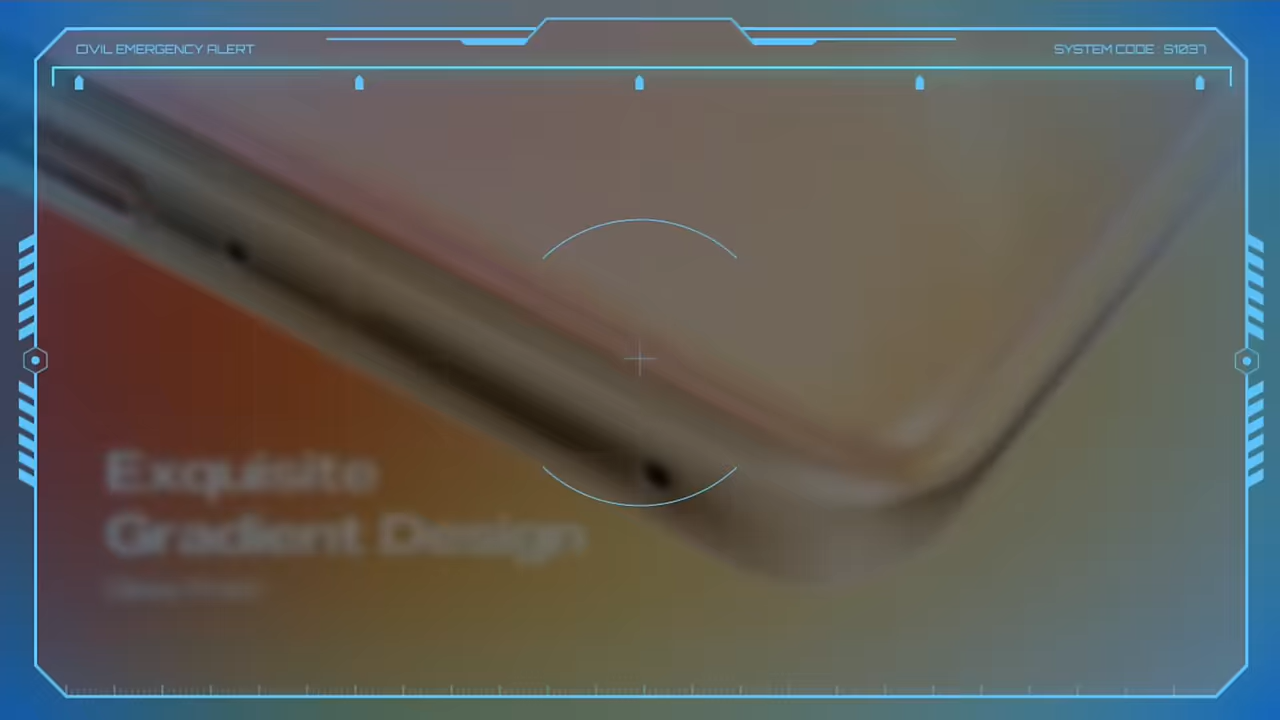 CIVIL EMERGENCY ALERT
SYSTEM CODE S1037
Exquisite
Gradient Design